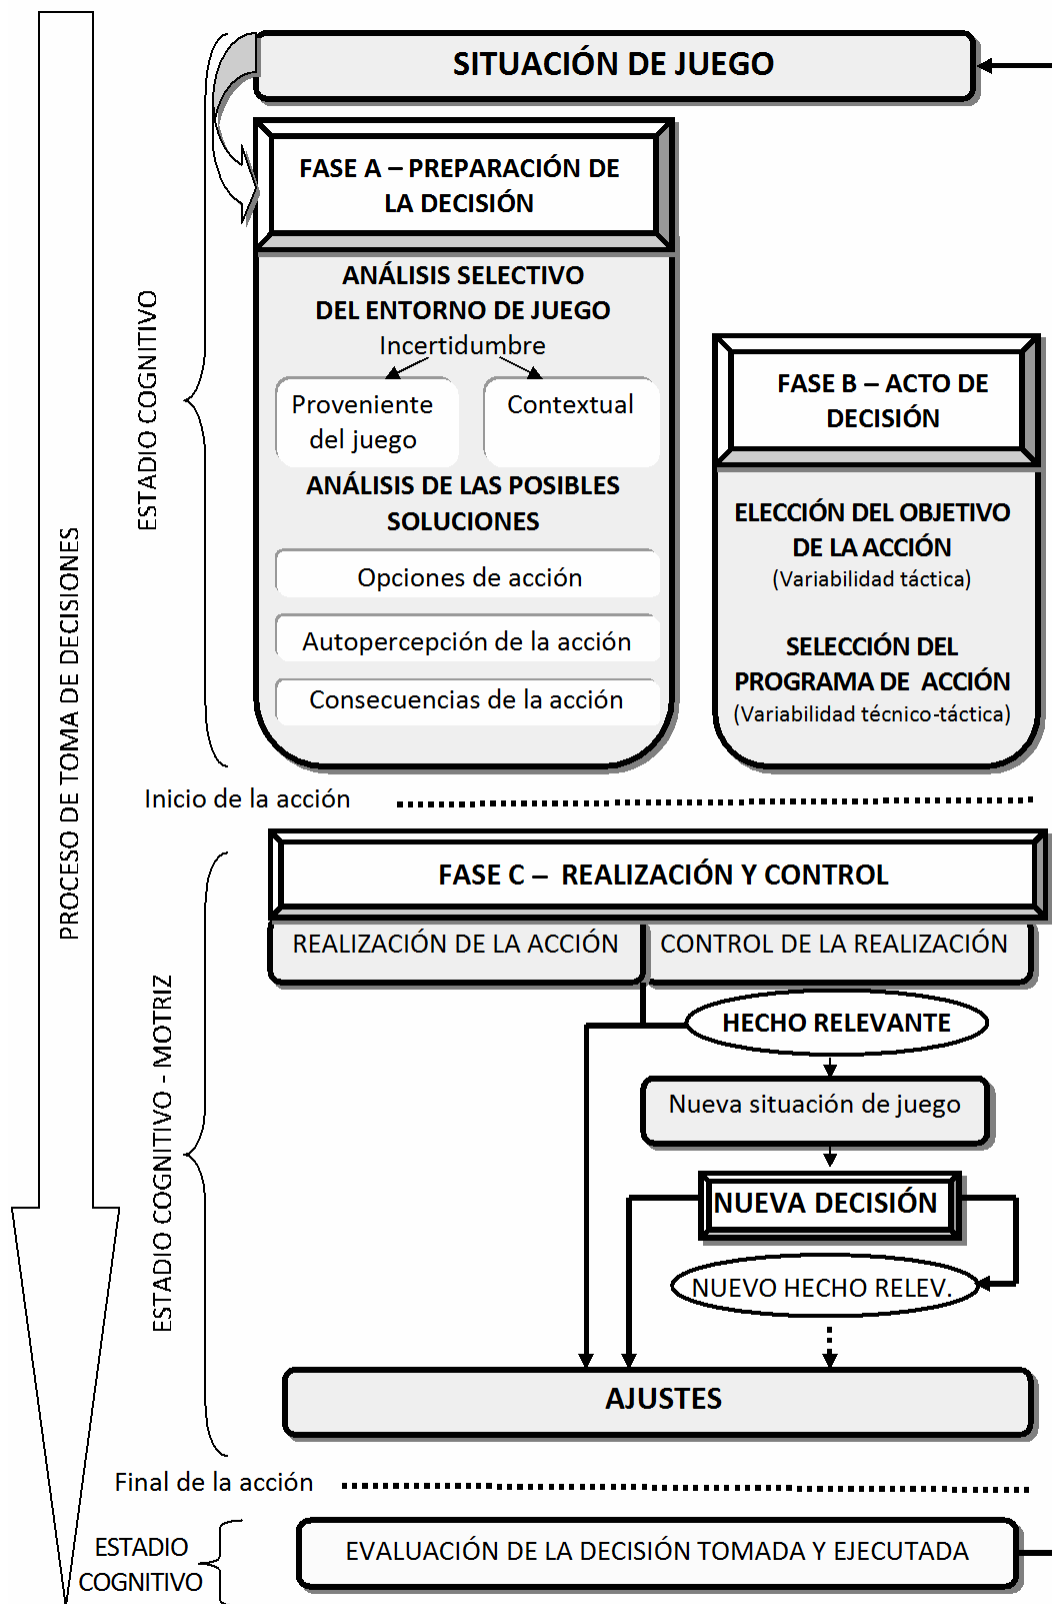 SITUACIÓN DE JUEGO
FASE A – PREPARACIÓN DE
LA DECISIÓN
ANÁLISIS SELECTIVO
DEL ENTORNO DE JUEGO
Incertidumbre
Proveniente
del juego
Contextual
ANÁLISIS DE LAS POSIBLES
SOLUCIONES
Opciones de acción
Autopercepción de la acción
Consecuencias de la acción
FASE B – ACTO DE
DECISIÓN
ELECCIÓN DEL OBJETIVO
DE LA ACCIÓN
(Variabilidad táctica)
SELECCIÓN DEL
PROGRAMA DE ACCIÓN
(Variabilidad técnico-táctica)
ESTADIO COGNITIVO
PROCESO DE TOMA DE DECISIONES
Inicio de la acción
FASE C – REALIZACIÓN Y CONTROL
REALIZACIÓN DE LA ACCIÓN
CONTROL DE LA REALIZACIÓN
HECHO RELEVANTE
Nueva situación de juego
NUEVA DECISIÓN
NUEVO HECHO RELEV.
AJUSTES
ESTADIO COGNITIVO - MOTRIZ
Final de la acción
ESTADIO
COGNITIVO
EVALUACIÓN DE LA DECISIÓN TOMADA Y EJECUTADA